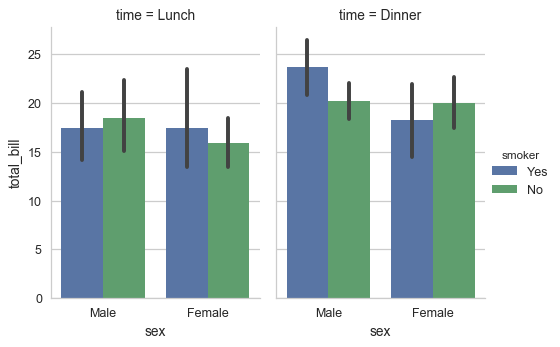 time = Lunch
time = Dinner
total_bill
25
20
15
10
5
0
Male
Female
Male
Female
sex
sex
smoker
Yes
No